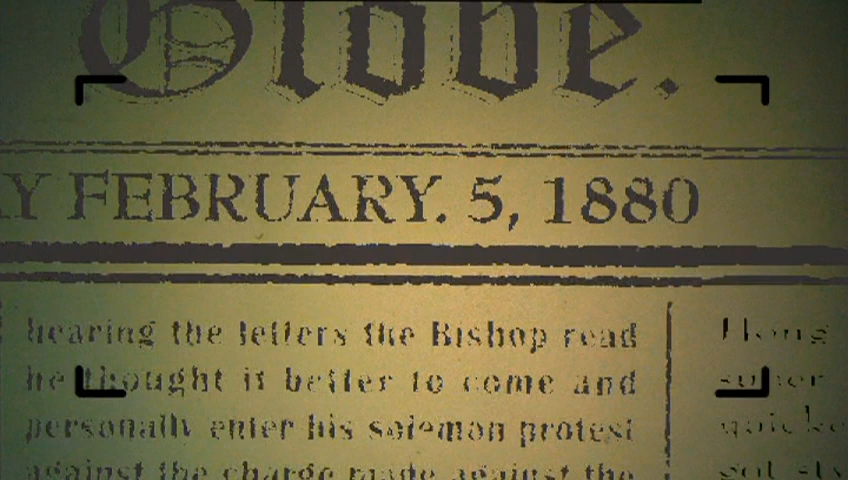 Globe.
Y FEBRUARY. 5, 1880
hearing the letters the Bishop read
he thought it better to come and
personally enter his solemon protest
against the charge made against the